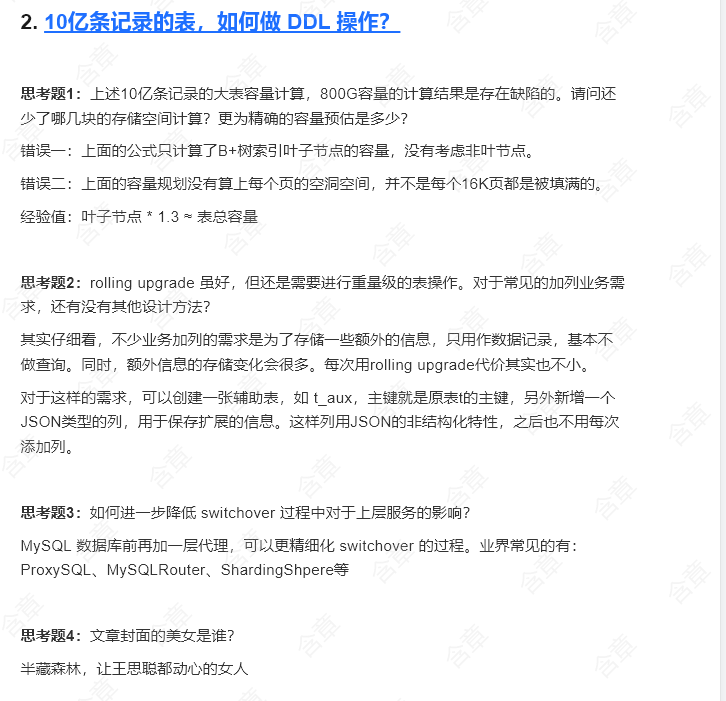 2. 10亿条记录的表，如何做 DDL 操作？
思考题1：上述10亿条记录的大表容量计算，800G容量的计算结果是存在缺陷的。请问还
少了哪几块的存储空间计算？更为精确的容量预估是多少？
错误一：上面的公式只计算了B+树索引叶子节点的容量，没有考虑非叶节点。
错误二：上面的容量规划没有算上每个页的空洞空间，并不是每个16K页都是被填满的。
经验值：叶子节点 * 1.3 ≈ 表总容量
思考题2：rolling upgrade 虽好，但还是需要进行重量级的表操作。对于常见的加列业务需
求，还有没有其他设计方法？
其实仔细看，不少业务加列的需求是为了存储一些额外的信息，只用作数据记录，基本不
做查询。同时，额外信息的存储变化会很多。每次用rolling upgrade代价其实也不小。
对于这样的需求，可以创建一张辅助表，如 t_aux，主键就是原表t的主键，另外新增一个
JSON类型的列，用于保存扩展的信息。这样列用JSON的非结构化特性，之后也不用每次
添加列。
思考题3：如何进一步降低 switchover 过程中对于上层服务的影响？
MySQL 数据库前再加一层代理，可以更精细化 switchover 的过程。业界常见的有：
ProxySQL、MySQLRouter、ShardingShpere等
思考题4：文章封面的美女是谁？
半藏森林，让王思聪都动心的女人